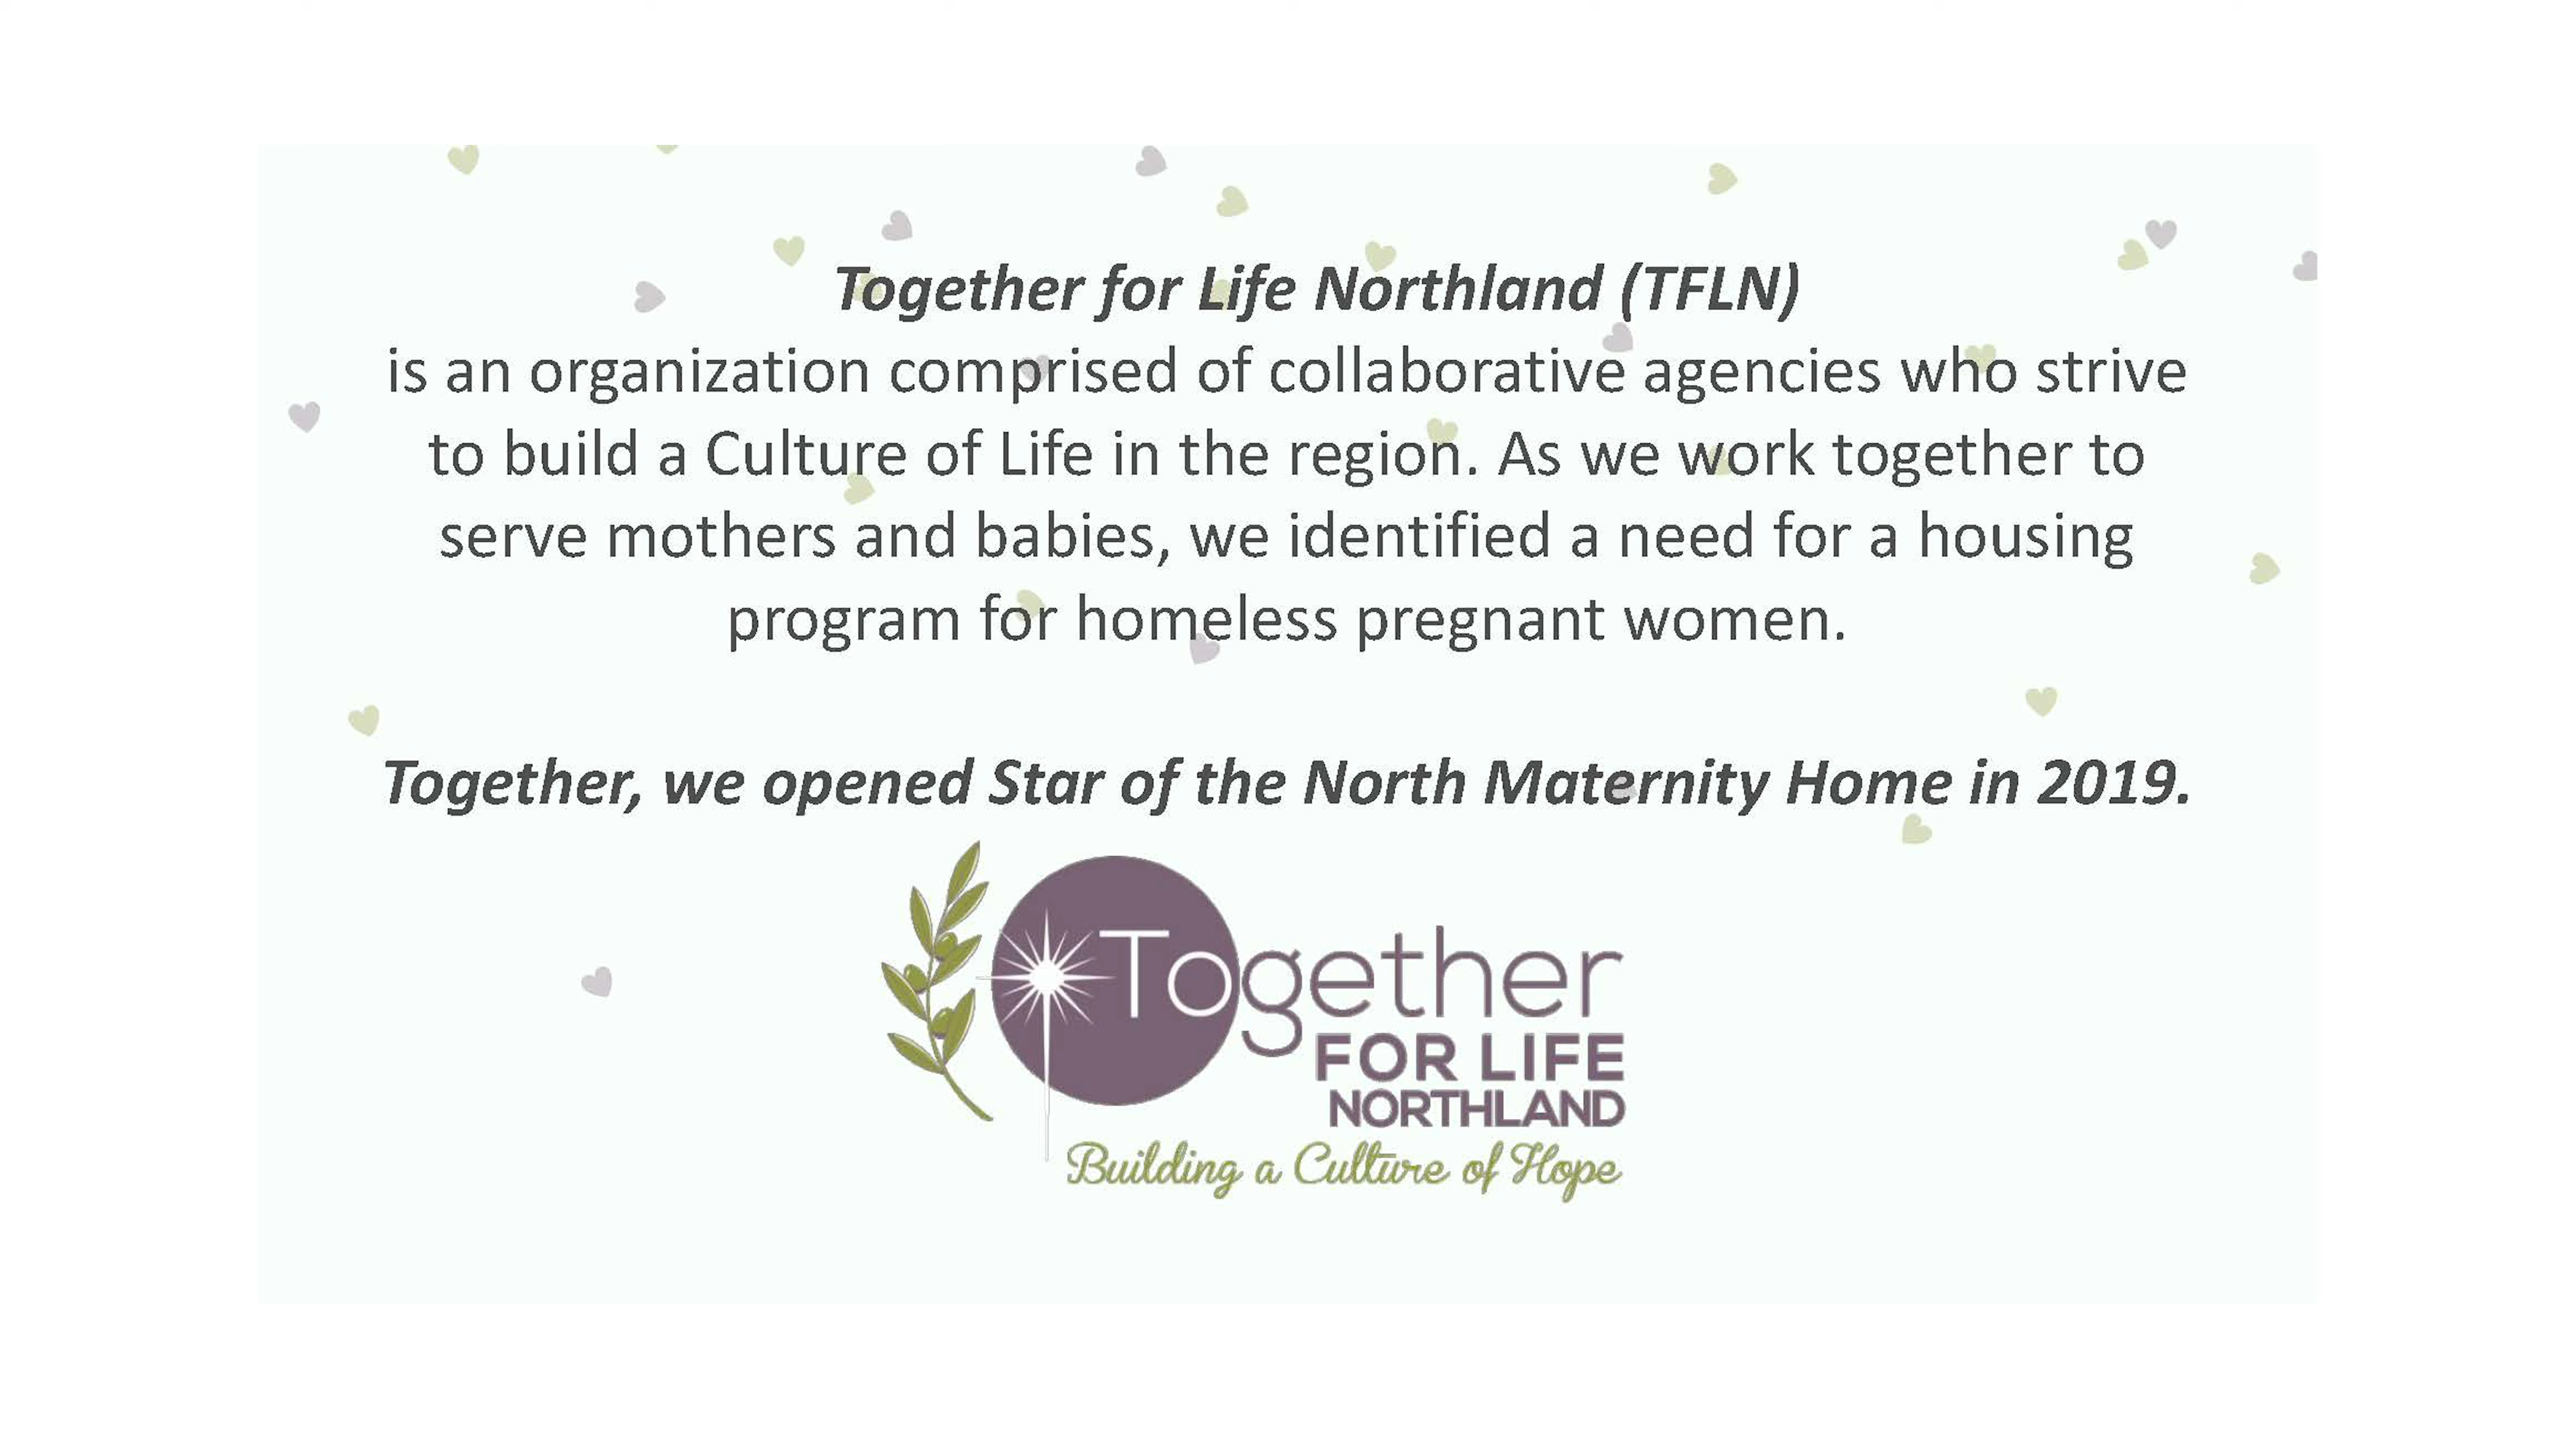 Together for Life Northland (TFLN)
is an organization comprised of collaborative agencies who strive
to build a Culture of Life in the region. As we work together to
serve mothers and babies, we identified a need for a housing
program for homeless pregnant women.
Together, we opened Star of the North Maternity Home in 2019.
Together
FOR LIFE
NORTHLAND
Building a Culture of Hope